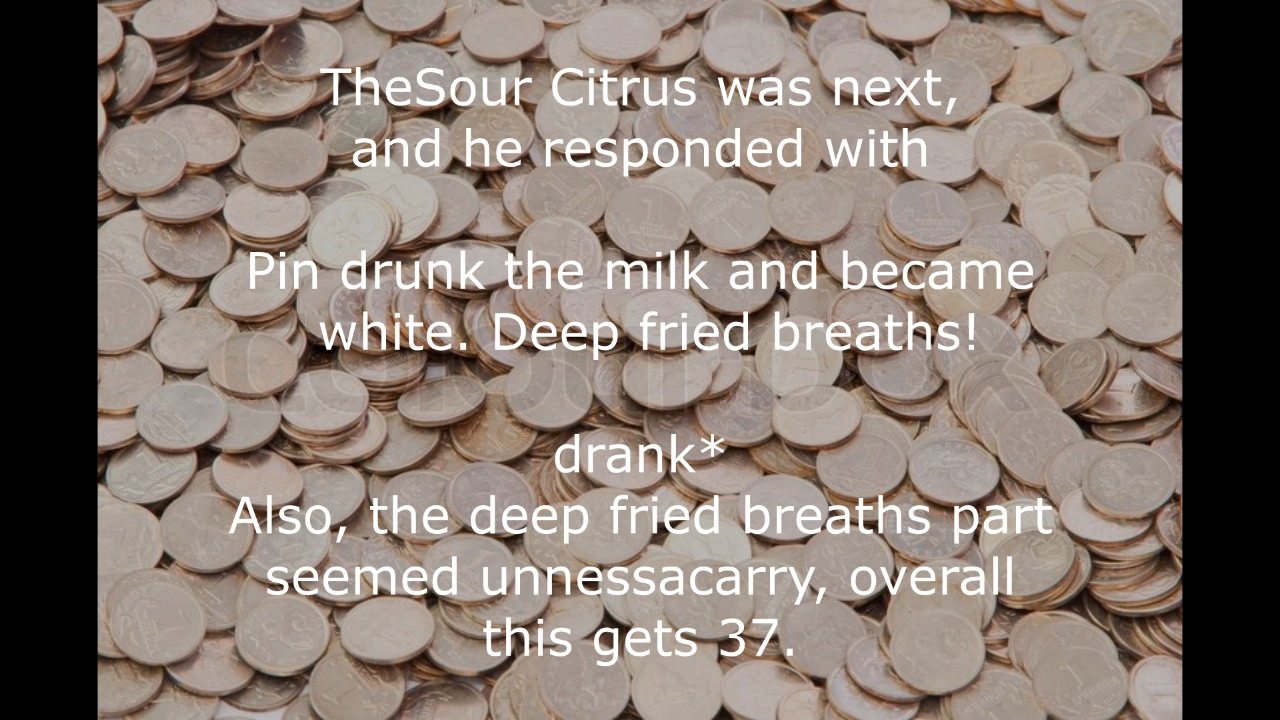 TheSour Citrus was next,
and he responded with
Pin drunk the milk and became
white. Deep fried breaths!
drank*
Also, the deep fried breaths part
seemed unnessacarry, overall
this gets 37.